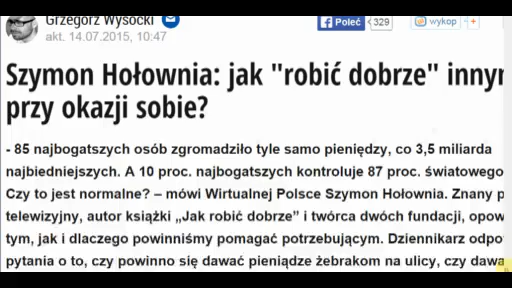 Grzegorz Wysocki
akt. 14.07.2015, 10:47
Poleć 329
wykop +
Szymon Hołownia: jak "robić dobrze" innym
przy okazji sobie?
- 85 najbogatszych osób zgromadziło tyle samo pieniędzy, co 3,5 miliarda
najbiedniejszych. A 10 proc. najbogatszych kontroluje 87 proc. światowego
Czy to jest normalne? – mówi Wirtualnej Polsce Szymon Hołownia. Znany p
telewizyjny, autor książki „Jak robić dobrze" i twórca dwóch fundacji, opow
tym, jak i dlaczego powinniśmy pomagać potrzebującym. Dziennikarz odpo
pytania o to, czy powinno się dawać pieniądze żebrakom na ulicy, czy dawa